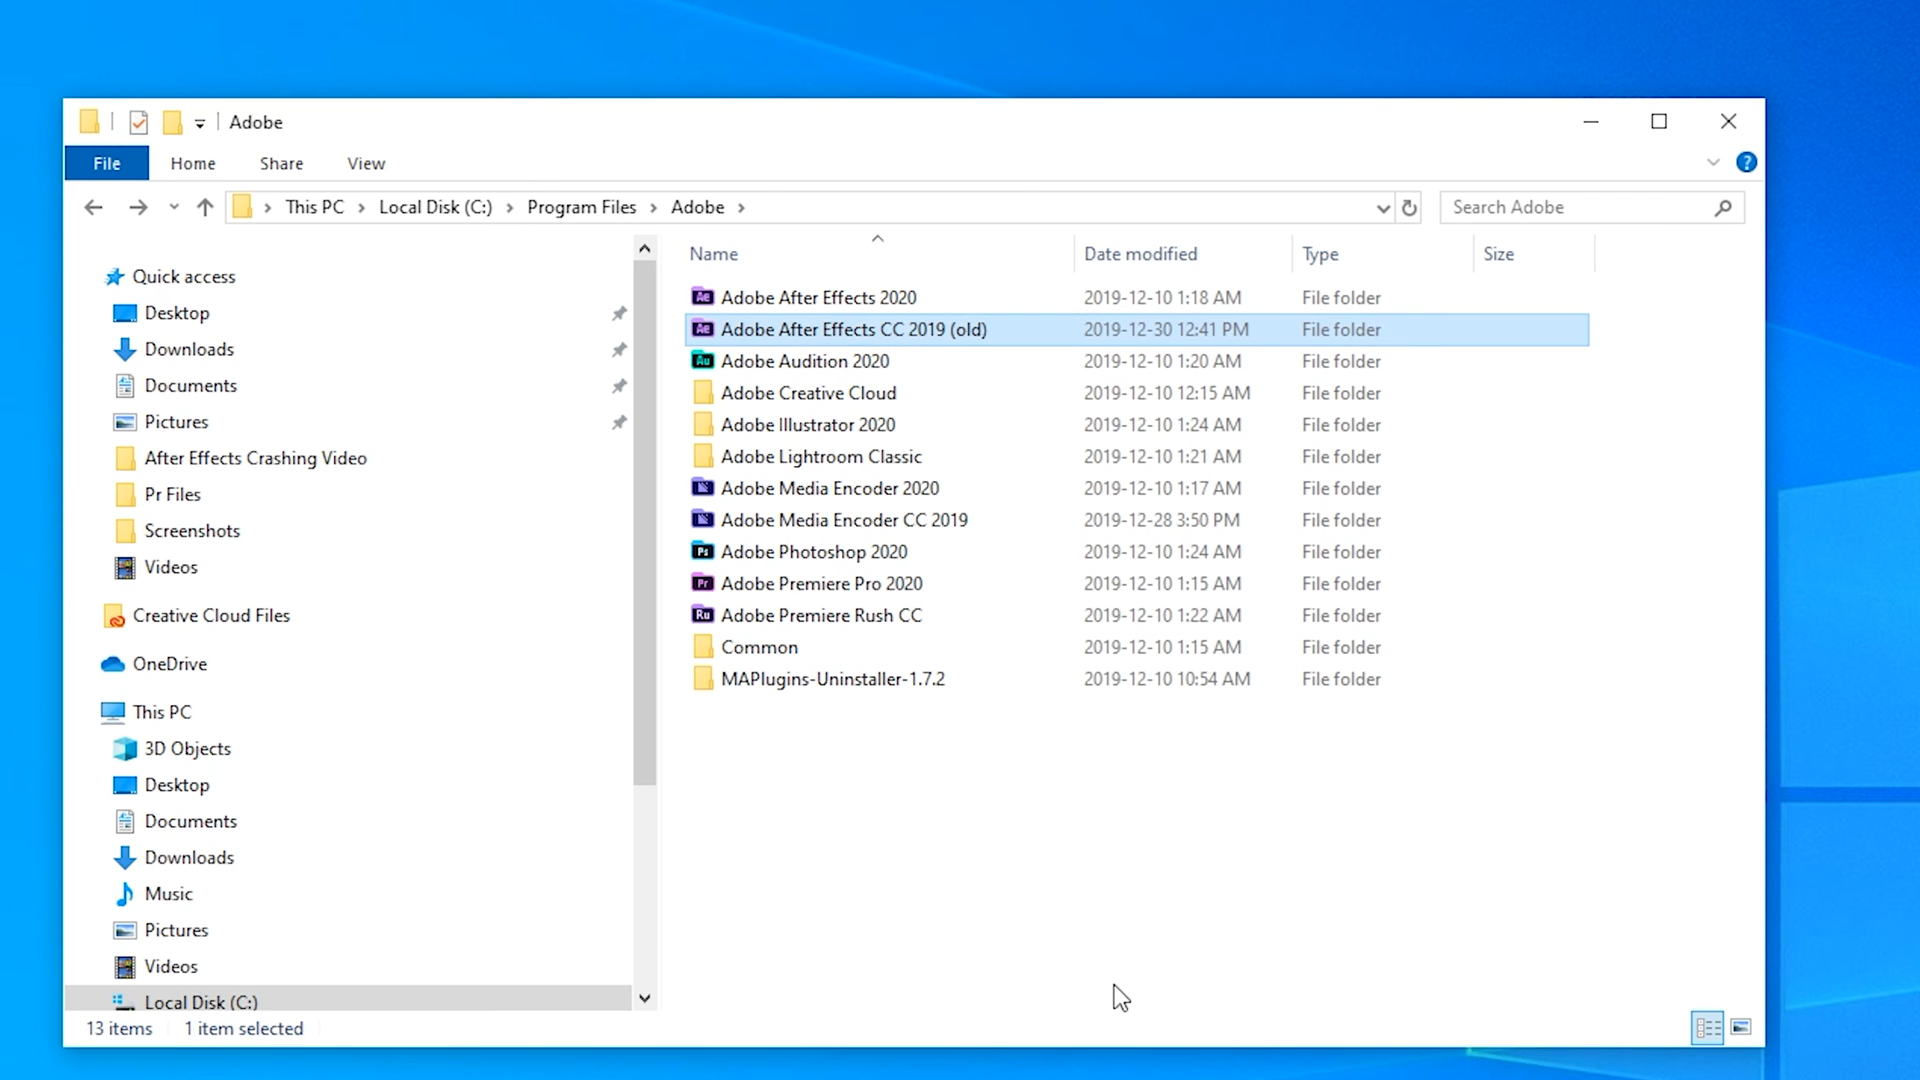 Adobe
File Home Share View ?
This PC Local Disk (C:) Program Files Adobe Search Adobe
Name Date modified Type Size
Quick access
Desktop
Downloads
Documents
Pictures
After Effects Crashing Video
Pr Files
Screenshots
Videos
Creative Cloud Files
OneDrive
This PC
3D Objects
Desktop
Documents
Downloads
Music
Pictures
Videos
Local Disk (C:)
Ae Adobe After Effects 2020 2019-12-10 1:18 AM File folder
Ae Adobe After Effects CC 2019 (old) 2019-12-30 12:41 PM File folder
Au Adobe Audition 2020 2019-12-10 1:20 AM File folder
Adobe Creative Cloud 2019-12-10 12:15 AM File folder
Adobe Illustrator 2020 2019-12-10 1:24 AM File folder
Adobe Lightroom Classic 2019-12-10 1:21 AM File folder
Adobe Media Encoder 2020 2019-12-10 1:17 AM File folder
Adobe Media Encoder CC 2019 2019-12-28 3:50 PM File folder
Ps Adobe Photoshop 2020 2019-12-10 1:24 AM File folder
Pr Adobe Premiere Pro 2020 2019-12-10 1:15 AM File folder
Ru Adobe Premiere Rush CC 2019-12-10 1:22 AM File folder
Common 2019-12-10 1:15 AM File folder
MAPlugins-Uninstaller-1.7.2 2019-12-10 10:54 AM File folder
13 items 1 item selected